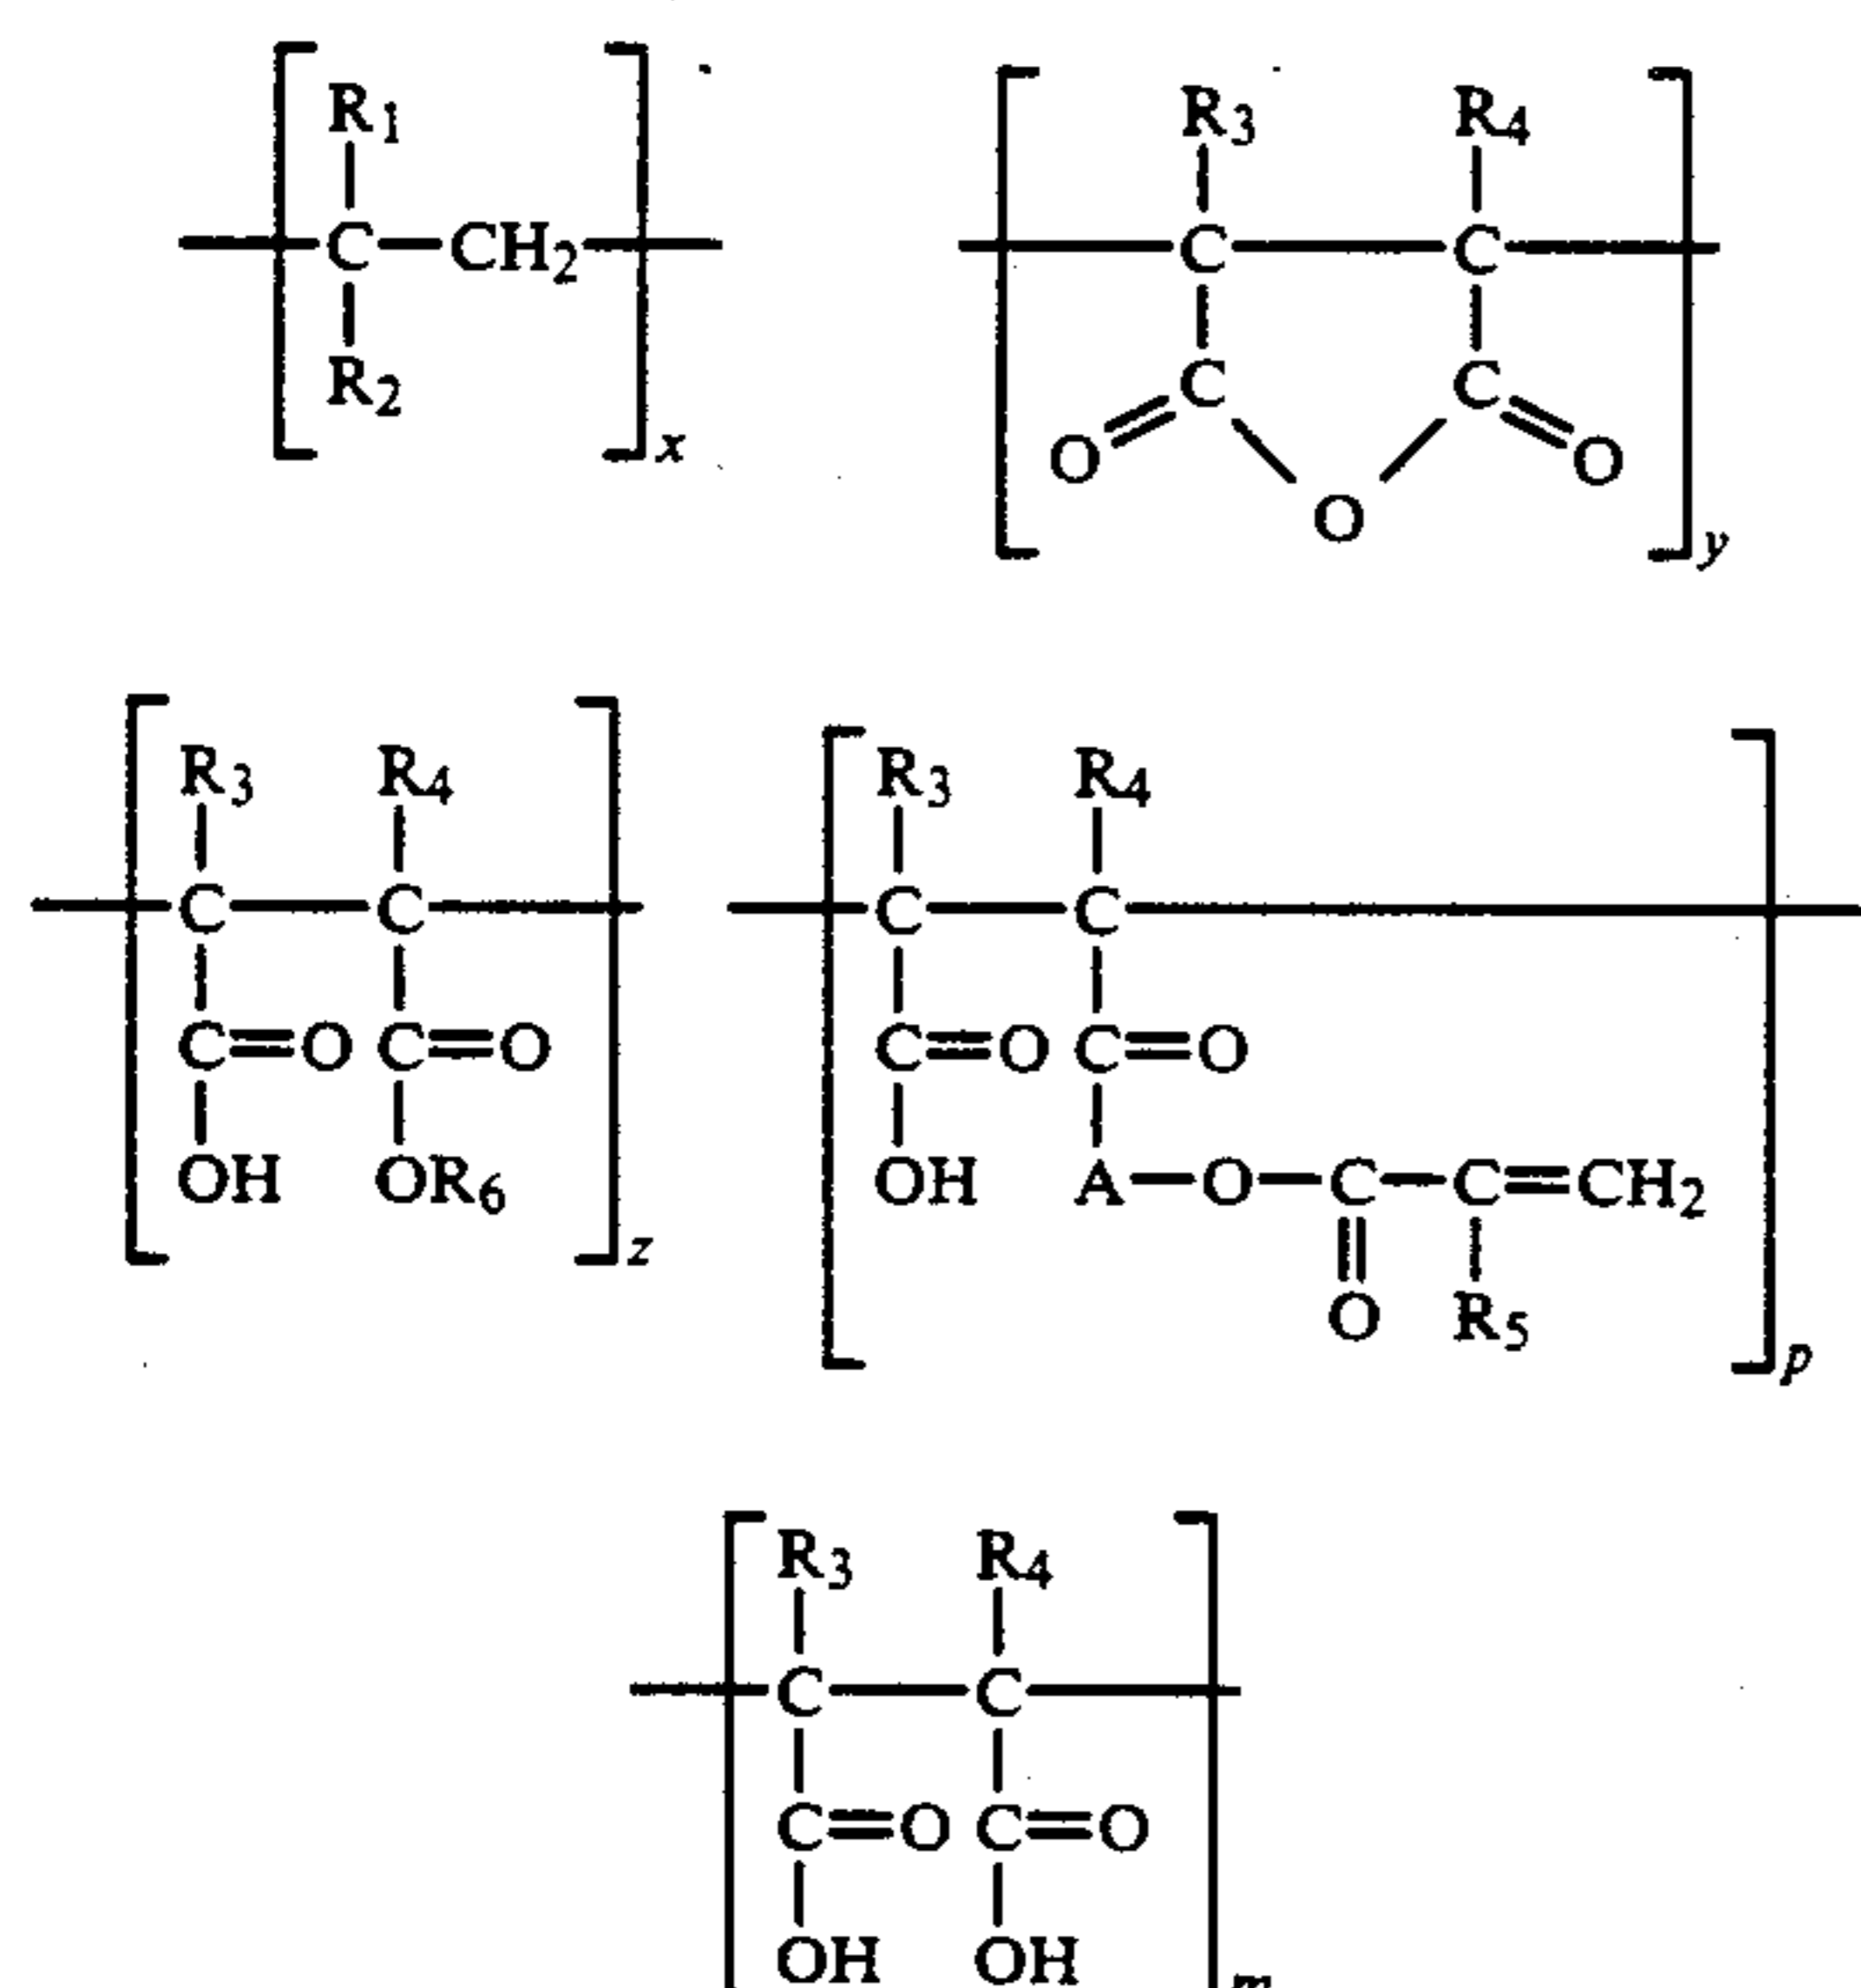 R1
C—CH2
R2
x
R3 R4
C C
C C
O O
O
y
R3 R4
C C
C=O C=O
OH OR6
z
R3 R4
C C
C=O C=O
OH A—O—C—C=CH2
O R5
p
R3 R4
C C
C=O C=O
OH OH